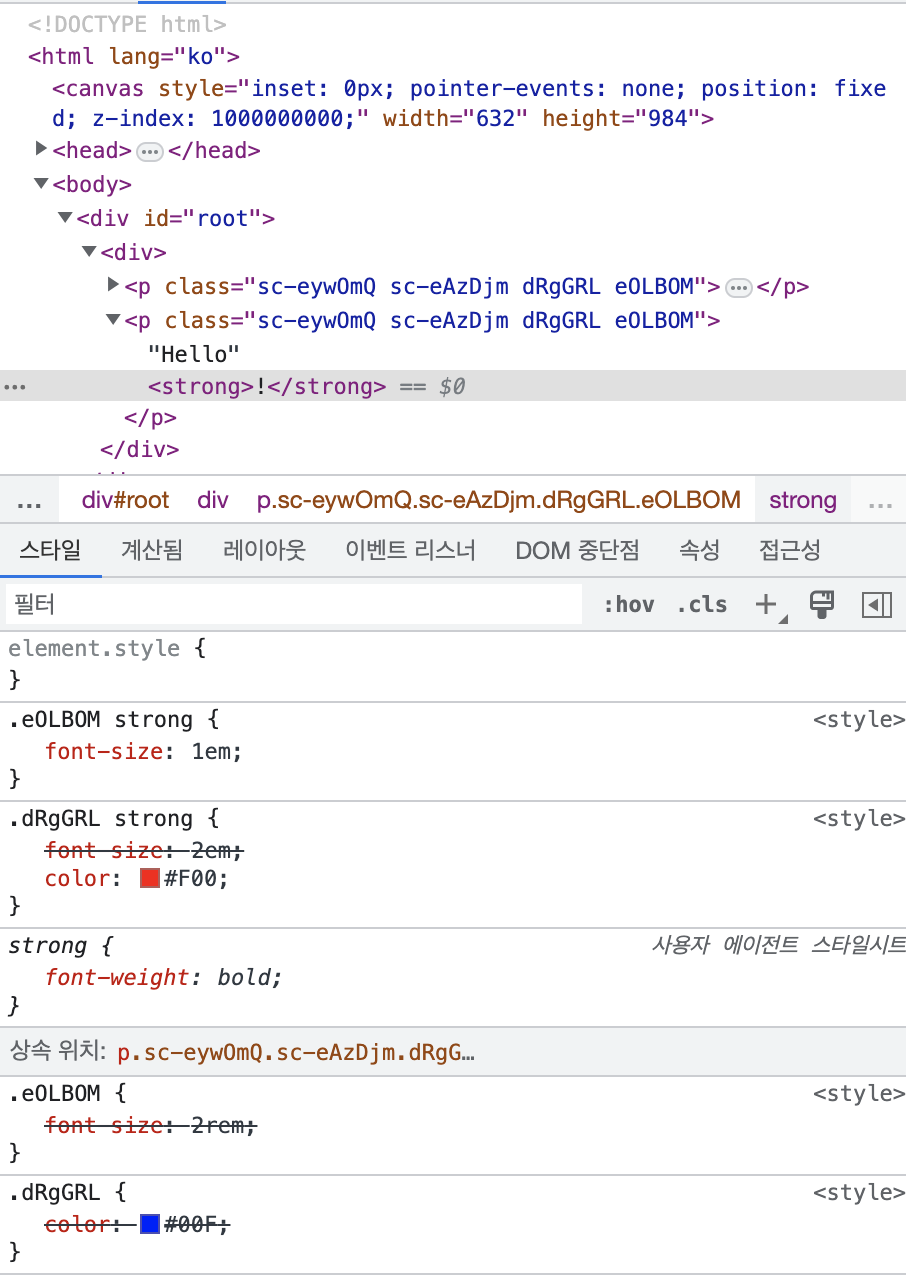 <!DOCTYPE html>
<html lang="ko">
<canvas style="inset: 0px; pointer-events: none; position: fixe
d; z-index: 1000000000;" width="632" height="984">
<head> ••• </head>
<body>
<div id="root">
<div>
<p class="sc-eywOmQ sc-eAzDjm dRgGRL eOLBOM"> ••• </p>
<p class="sc-eywOmQ sc-eAzDjm dRgGRL eOLBOM">
"Hello"
••• <strong>!</strong> == $0
</p>
</div>
... div#root div p.sc-eywOmQ.sc-eAzDjm.dRgGRL.eOLBOM strong ...
스타일 계산됨 레이아웃 이벤트 리스너 DOM 중단점 속성 접근성
필터 :hov .cls +
element.style {
}
.eOLBOM strong { <style>
font-size: 1em;
}
.dRgGRL strong { <style>
font-size: 2em;
color: #F00;
}
strong { 사용자 에이전트 스타일시트
font-weight: bold;
}
상속 위치: p.sc-eywOmQ.sc-eAzDjm.dRgG…
.eOLBOM { <style>
font-size: 2rem;
}
.dRgGRL { <style>
color: #00F;
}